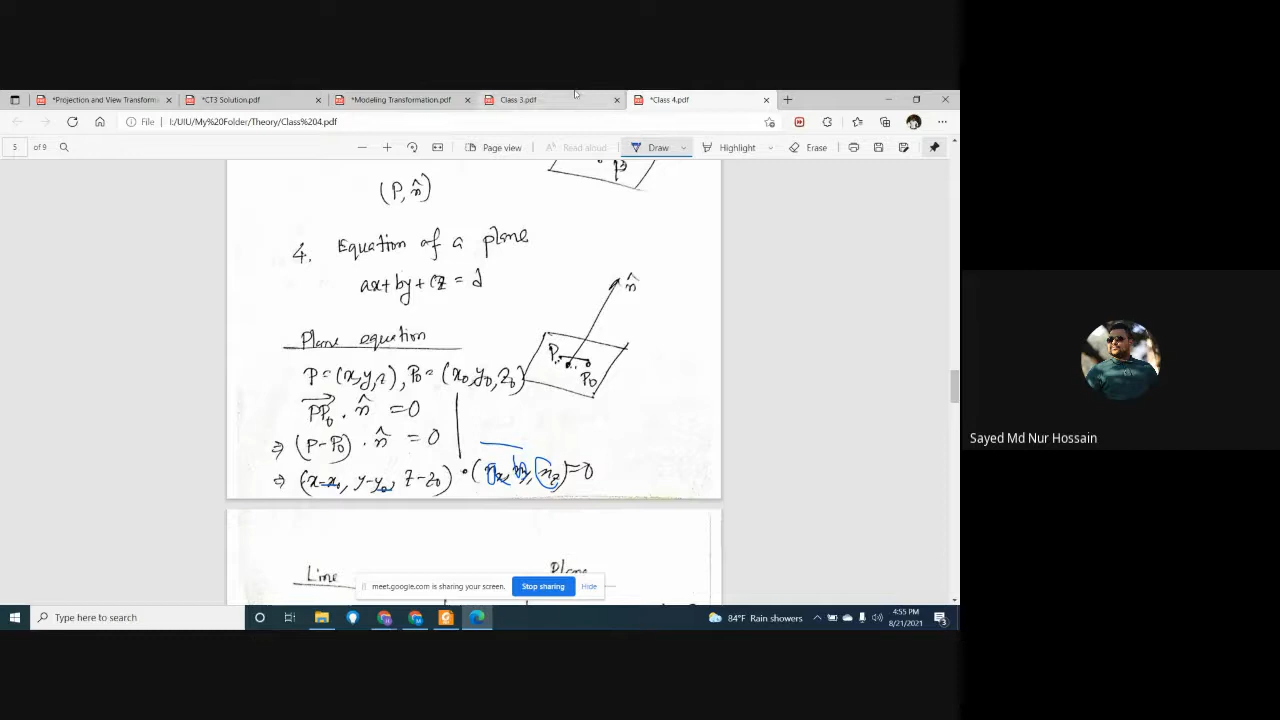 *Projection and View Transform
*CT3 Solution.pdf
*Modeling Transformation.pdf
Class 3.pdf
*Class 4.pdf
File | I:/UIU/My%20Folder/Theory/Class%204.pdf
5 of 9
Page view
Read aloud
Draw
Highlight
Erase
P3
(P, n̂)
4. Equation of a plane
ax + by + cz = d
n̂
Plane equation
P
P0
P = (x,y,z), P0 = (x0, y0, z0)
PP0 . n̂ = 0
⇒ (P - P0) . n̂ = 0
⇒ (x-x0, y-y0, z-z0) • (nx, ny, nz) = 0
a b c
Line
Plane
meet.google.com is sharing your screen.
Stop sharing
Hide
Sayed Md Nur Hossain
Type here to search
84°F Rain showers
4:55 PM
8/21/2021
3